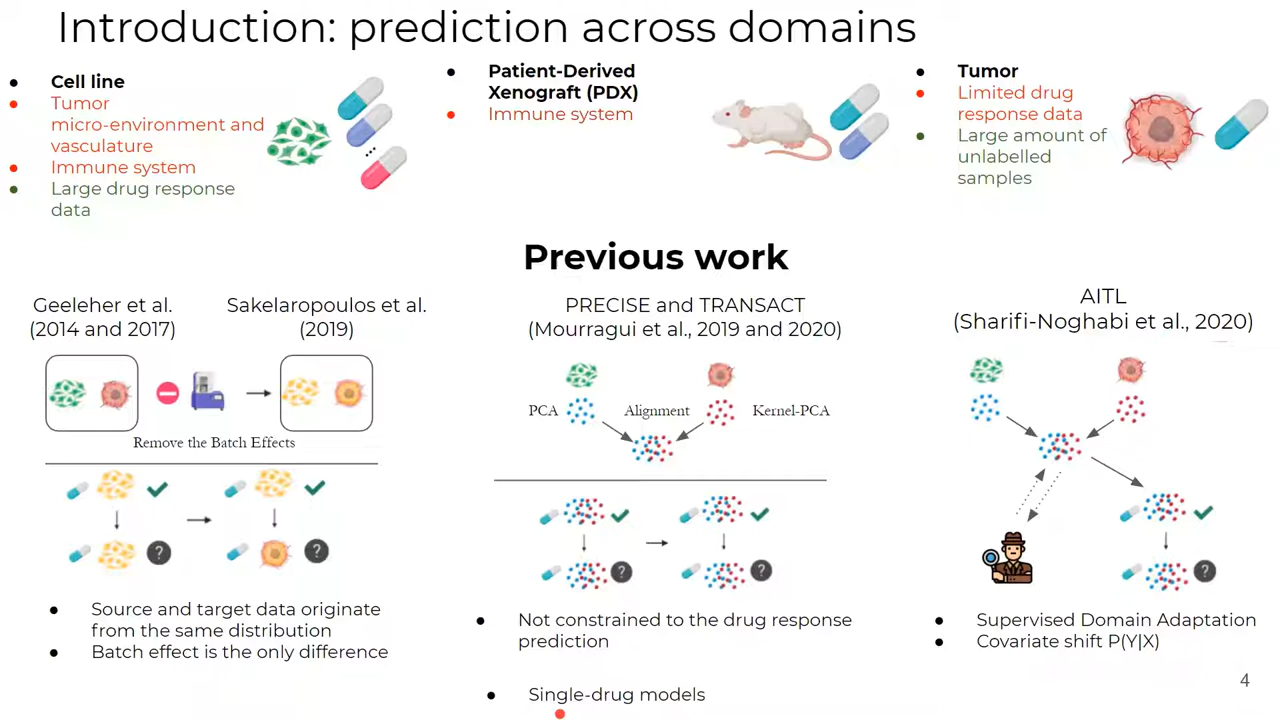 Introduction: prediction across domains
Cell line
Tumor
micro-environment and
vasculature
Immune system
Large drug response
data
Patient-Derived
Xenograft (PDX)
Immune system
Tumor
Limited drug
response data
Large amount of
unlabelled
samples
Previous work
Geeleher et al.
(2014 and 2017)
Sakelaropoulos et al.
(2019)
Remove the Batch Effects
?
?
Source and target data originate
from the same distribution
Batch effect is the only difference
PRECISE and TRANSACT
(Mourragui et al., 2019 and 2020)
PCA
Alignment
Kernel-PCA
?
?
Not constrained to the drug response
prediction
Single-drug models
AITL
(Sharifi-Noghabi et al., 2020)
?
Supervised Domain Adaptation
Covariate shift P(Y|X)
4